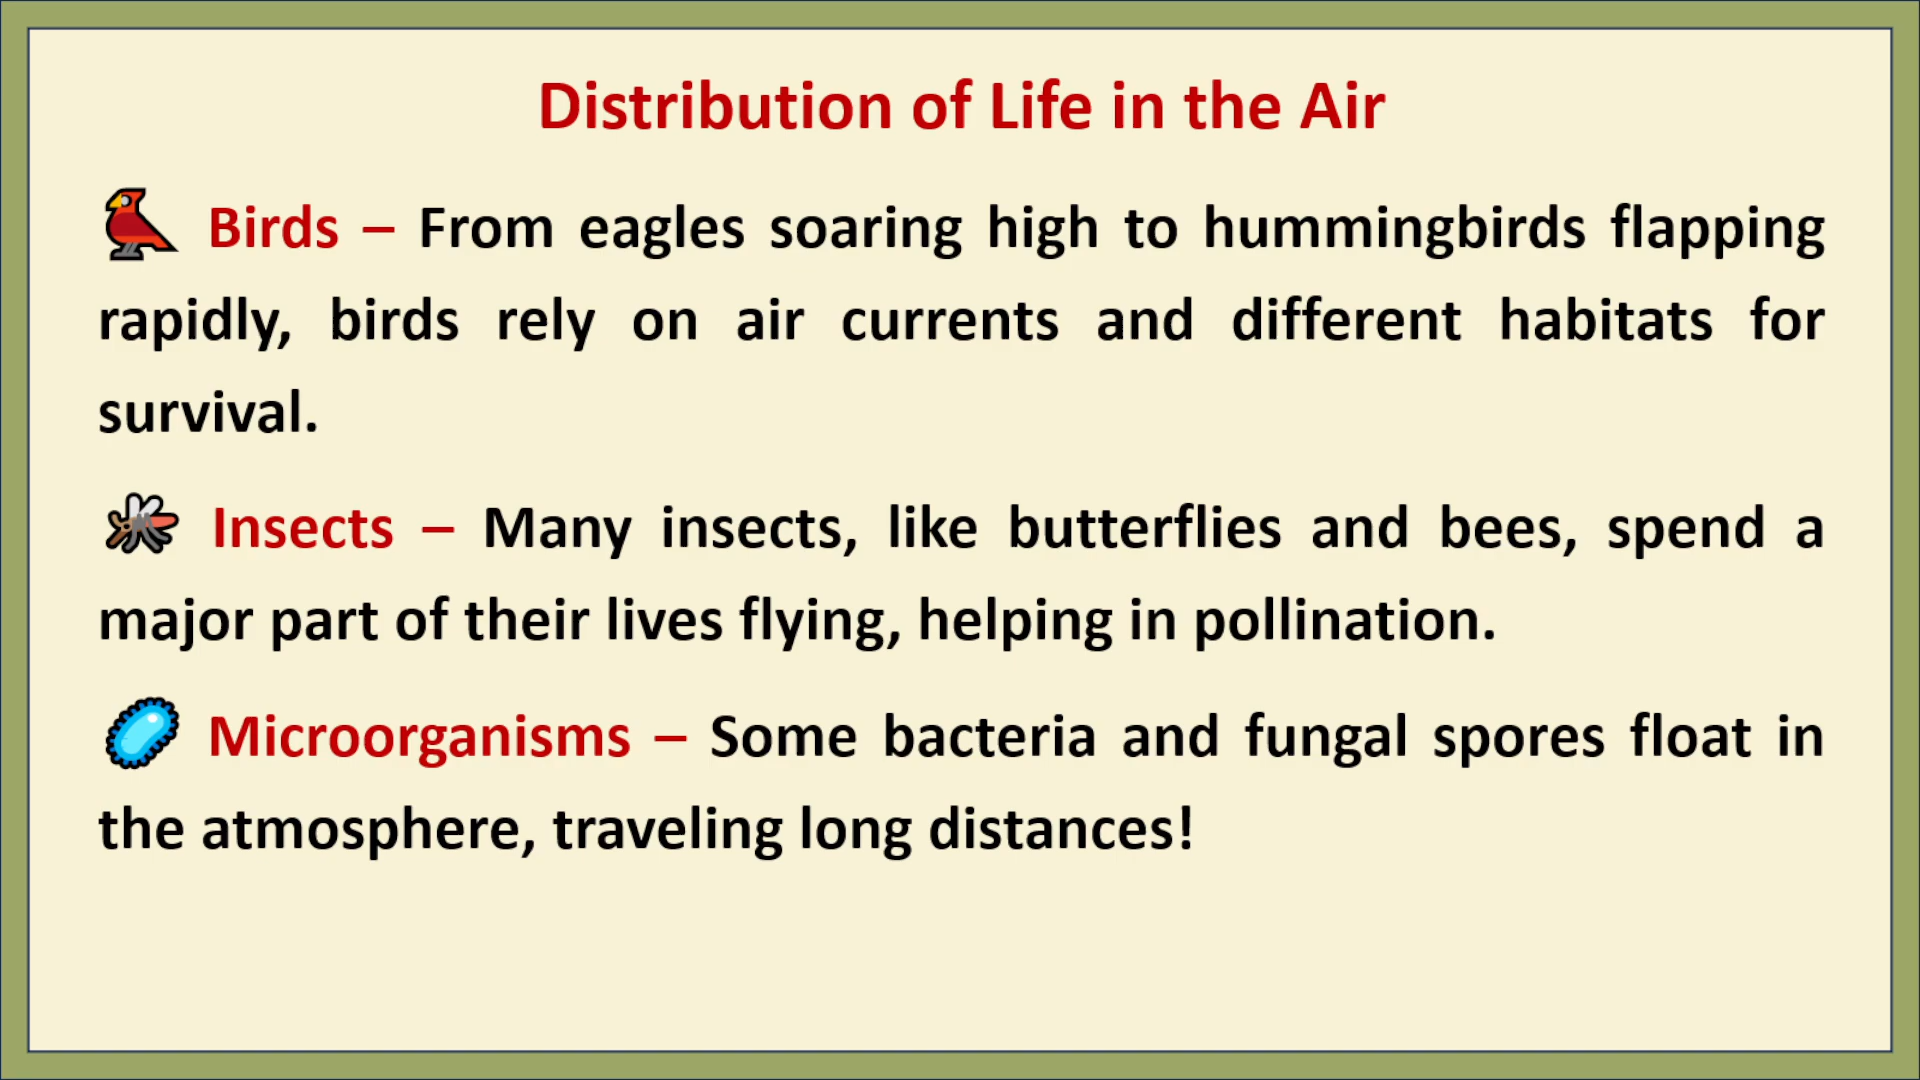 Distribution of Life in the Air
Birds – From eagles soaring high to hummingbirds flapping
rapidly, birds rely on air currents and different habitats for
survival.
Insects – Many insects, like butterflies and bees, spend a
major part of their lives flying, helping in pollination.
Microorganisms – Some bacteria and fungal spores float in
the atmosphere, traveling long distances!